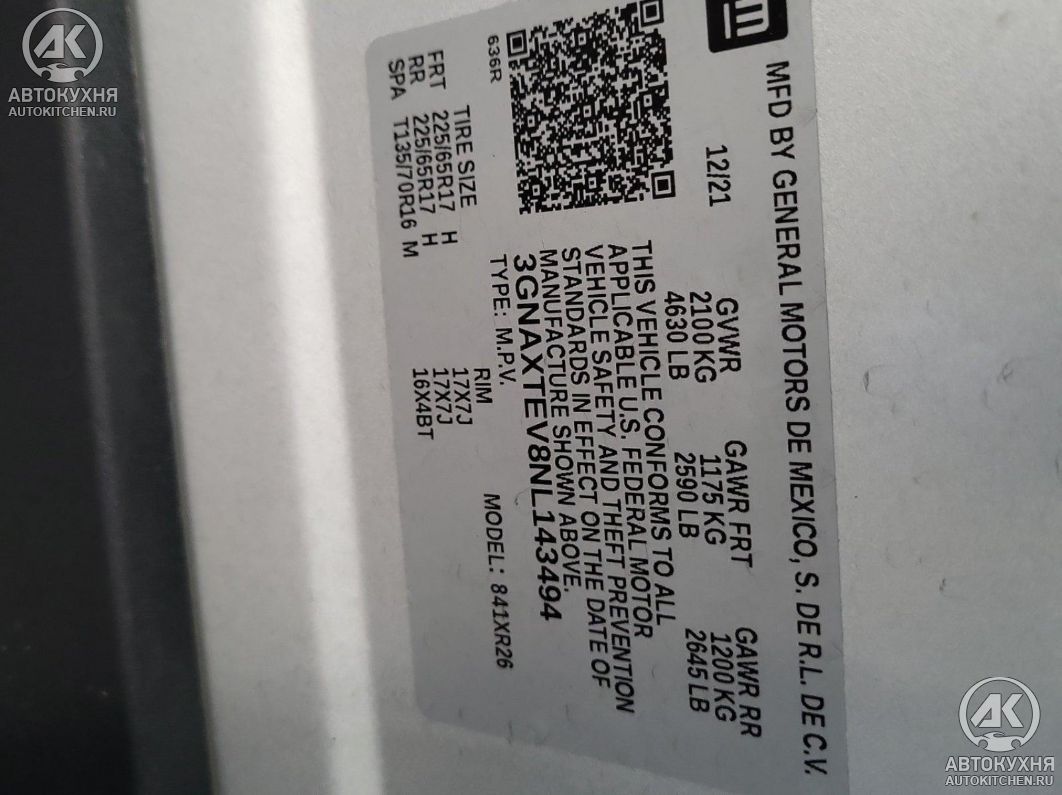 AK
АВТОКУХНЯ
AUTOKITCHEN.RU
MFD BY GENERAL MOTORS DE MEXICO, S. DE R.L. DE C.V.
12/21 GVWR GAWR FRT GAWR RR
2100 KG 1175 KG 1200 KG
4630 LB 2590 LB 2645 LB
THIS VEHICLE CONFORMS TO ALL
APPLICABLE U.S. FEDERAL MOTOR
VEHICLE SAFETY AND THEFT PREVENTION
STANDARDS IN EFFECT ON THE DATE OF
MANUFACTURE SHOWN ABOVE.
3GNAXTEV8NL143494
TYPE: M.P.V. MODEL: 841XR26
636R
TIRE SIZE RIM
FRT 225/65R17 H 17X7J
RR 225/65R17 H 17X7J
SPA T135/70R16 M 16X4BT
AK
АВТОКУХНЯ
AUTOKITCHEN.RU